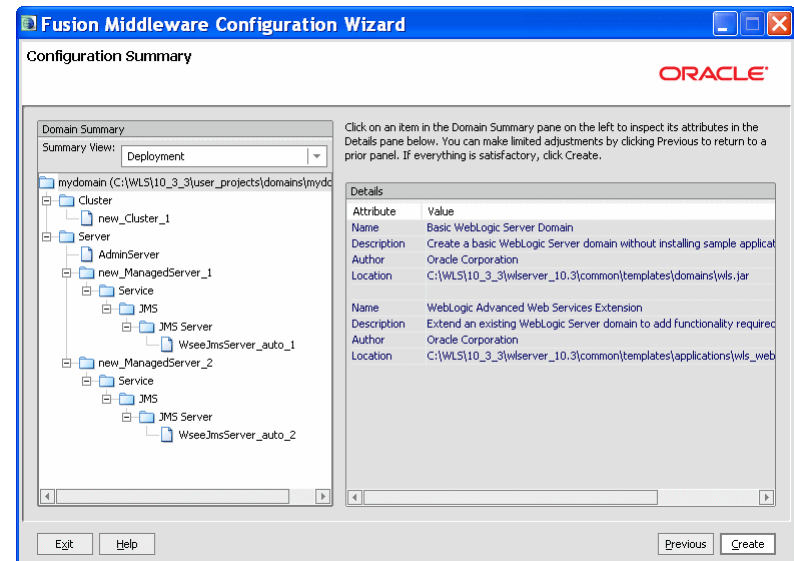 Fusion Middleware Configuration Wizard
Configuration Summary
ORACLE
Domain Summary
Summary View:
Deployment
mydomain (C:\WLS\10_3_3\user_projects\domains\mydo
Cluster
new_Cluster_1
Server
AdminServer
new_ManagedServer_1
Service
JMS
JMS Server
WseeJmsServer_auto_1
new_ManagedServer_2
Service
JMS
JMS Server
WseeJmsServer_auto_2
Click on an item in the Domain Summary pane on the left to inspect its attributes in the
Details pane below. You can make limited adjustments by clicking Previous to return to a
prior panel. If everything is satisfactory, click Create.
Details
Attribute Value
Name Basic WebLogic Server Domain
Description Create a basic WebLogic Server domain without installing sample applicat
Author Oracle Corporation
Location C:\WLS\10_3_3\wlserver_10.3\common\templates\domains\wls.jar
Name WebLogic Advanced Web Services Extension
Description Extend an existing WebLogic Server domain to add functionality required
Author Oracle Corporation
Location C:\WLS\10_3_3\wlserver_10.3\common\templates\applications\wls_web
Exit Help Previous Create